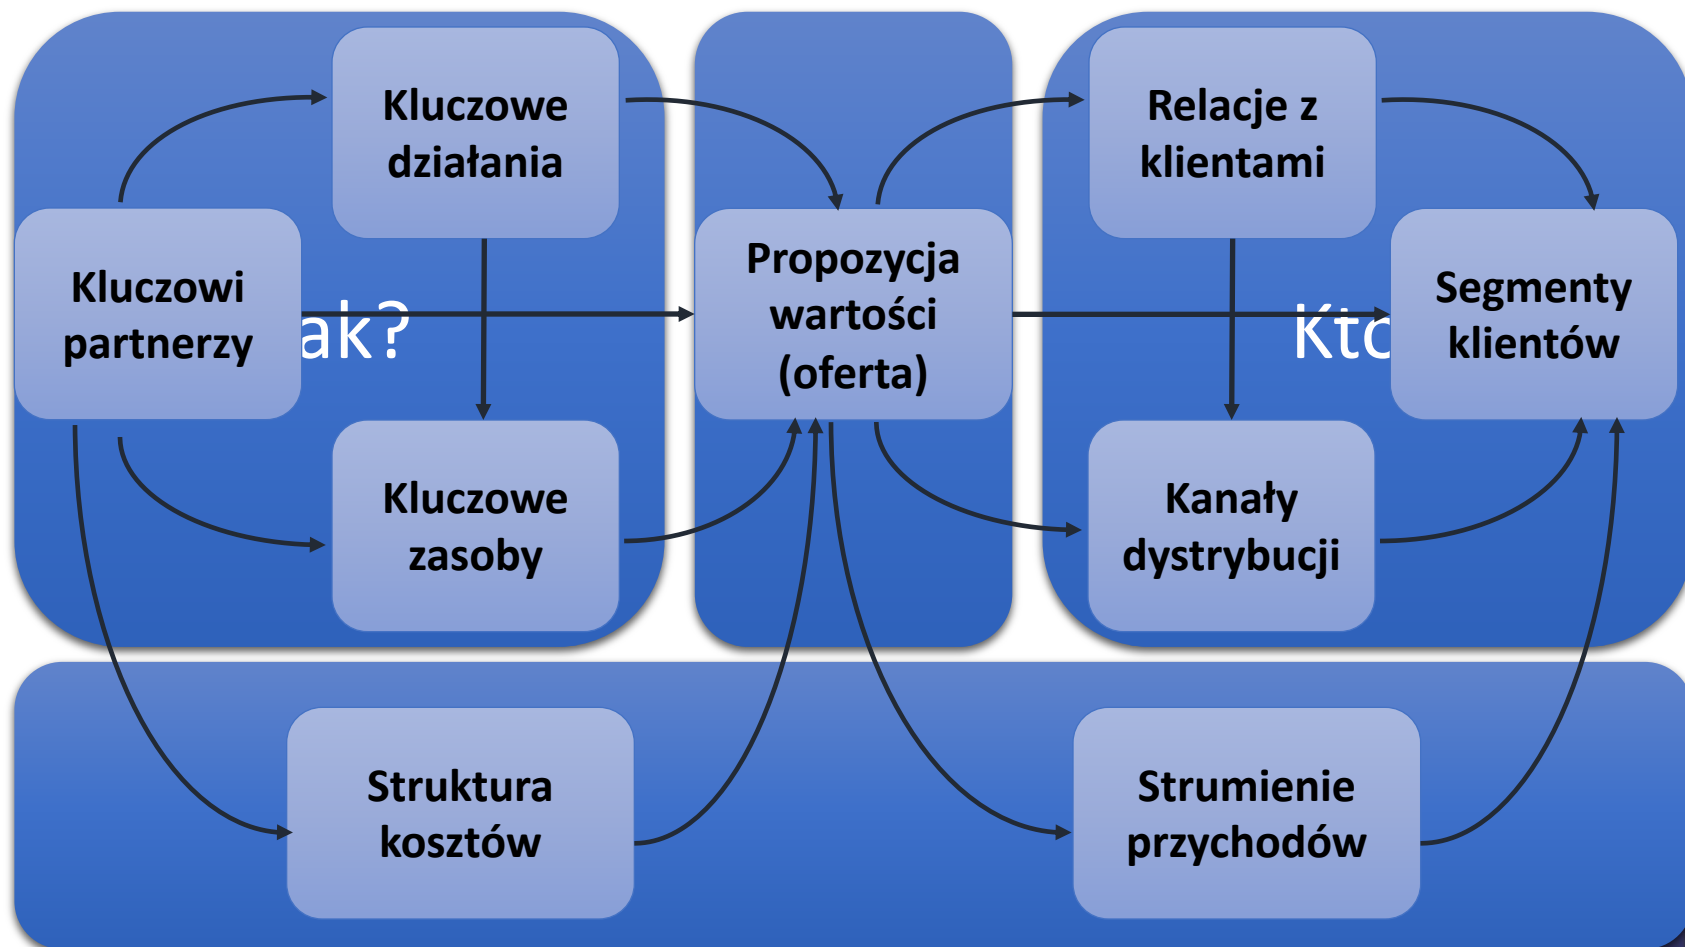 Kluczowe
działania
Relacje z
klientami
Kluczowi
partnerzy
ak?
Propozycja
wartości
(oferta)
Segmenty
klientów
Kluczowe
zasoby
Kanały
dystrybucji
Struktura
kosztów
Strumienie
przychodów